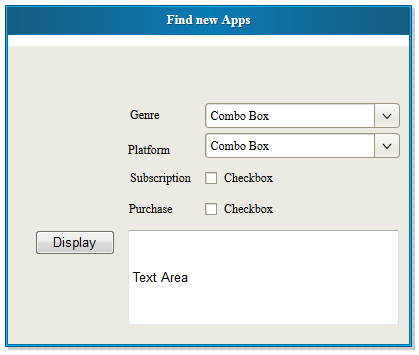 Find new Apps
Genre Combo Box
Platform Combo Box
Subscription Checkbox
Purchase Checkbox
Display
Text Area